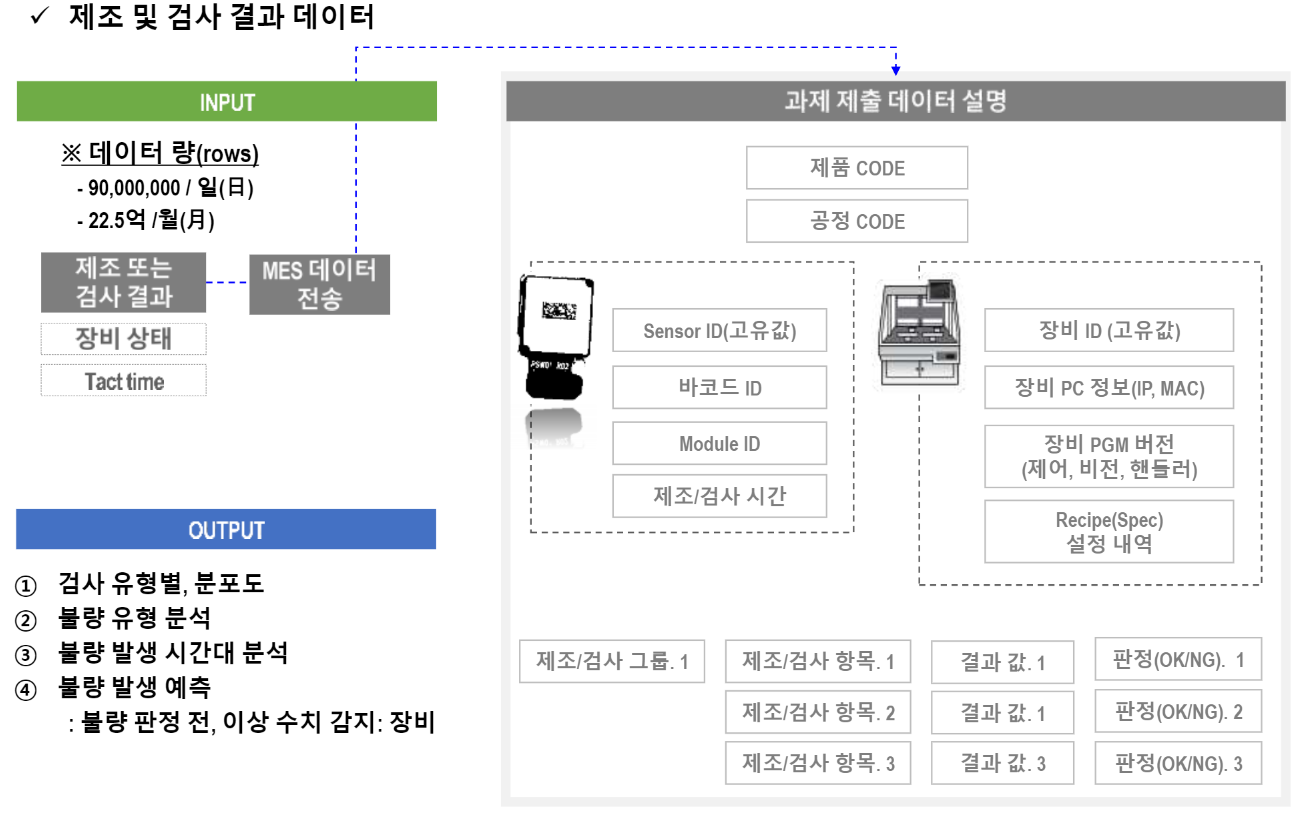 ✓ 제조 및 검사 결과 데이터
INPUT
※ 데이터 량(rows)
- 90,000,000 / 일(日)
- 22.5억 /월(月)
제조 또는
검사 결과
MES 데이터
전송
장비 상태
Tact time
OUTPUT
① 검사 유형별, 분포도
② 불량 유형 분석
③ 불량 발생 시간대 분석
④ 불량 발생 예측
: 불량 판정 전, 이상 수치 감지: 장비
과제 제출 데이터 설명
제품 CODE
공정 CODE
Sensor ID(고유값)
바코드 ID
Module ID
제조/검사 시간
장비 ID (고유값)
장비 PC 정보(IP, MAC)
장비 PGM 버전
(제어, 비전, 핸들러)
Recipe(Spec)
설정 내역
제조/검사 그룹. 1
제조/검사 항목. 1
결과 값. 1
판정(OK/NG). 1
제조/검사 항목. 2
결과 값. 1
판정(OK/NG). 2
제조/검사 항목. 3
결과 값. 3
판정(OK/NG). 3